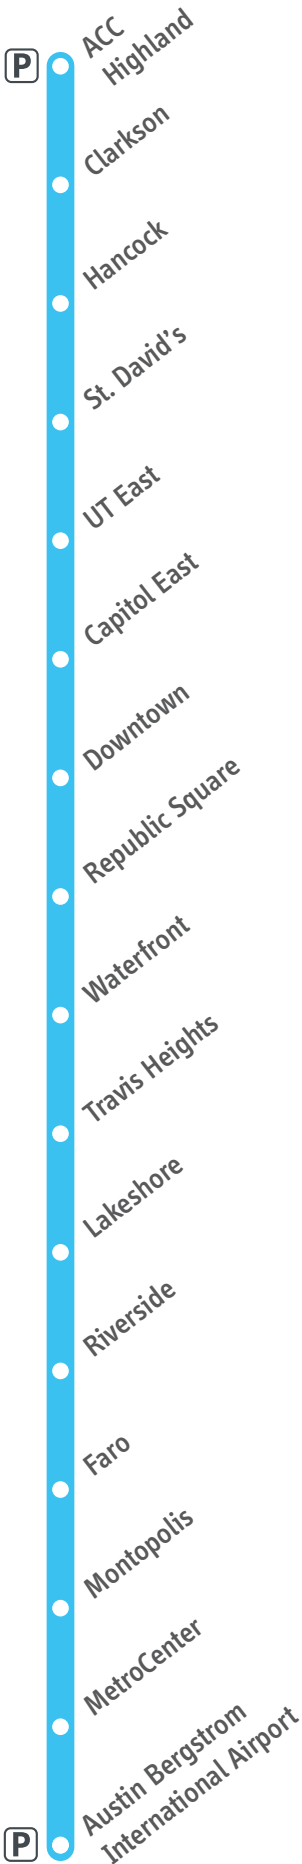 P
ACC
Highland
Clarkson
Hancock
St. David's
UT East
Capitol East
Downtown
Republic Square
Waterfront
Travis Heights
Lakeshore
Riverside
Faro
Montopolis
MetroCenter
P
Austin Bergstrom
International Airport